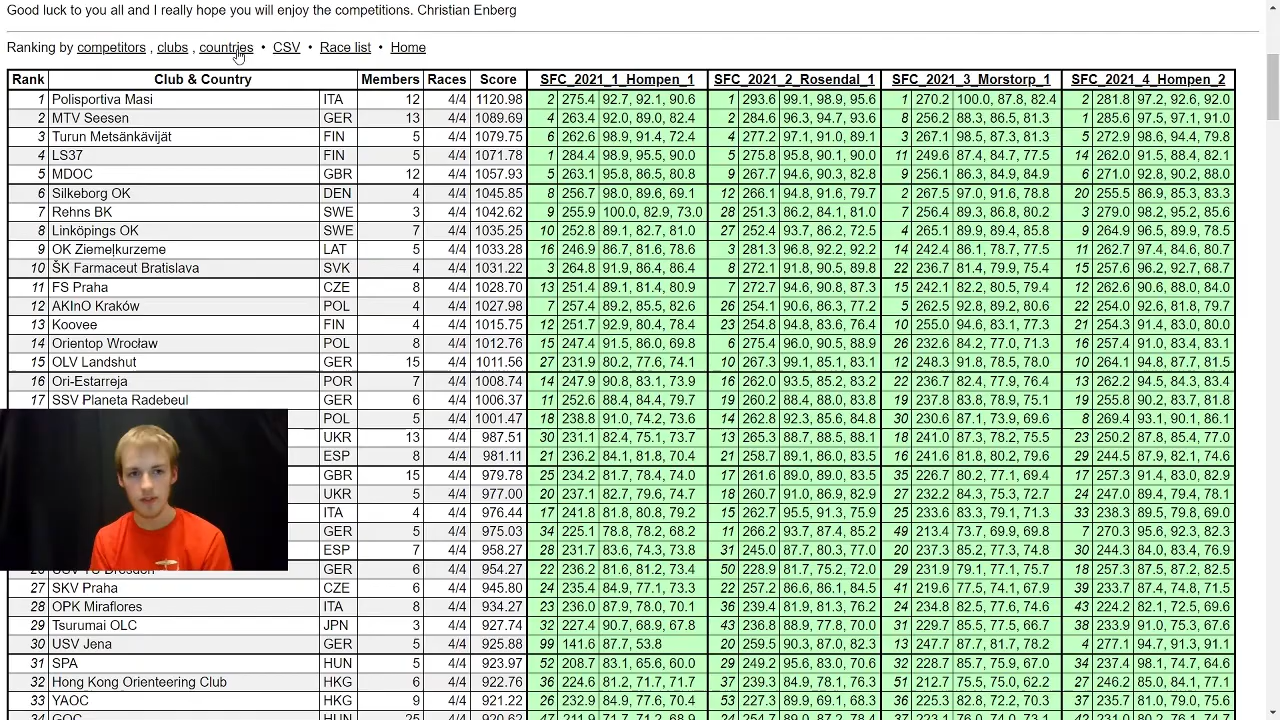 Good luck to you all and I really hope you will enjoy the competitions. Christian Enberg
Ranking by competitors , clubs , countries • CSV • Race list • Home
Rank Club & Country Members Races Score SFC_2021_1_Hompen_1 SFC_2021_2_Rosendal_1 SFC_2021_3_Morstorp_1 SFC_2021_4_Hompen_2
1 Polisportiva Masi ITA 12 4/4 1120.98 2 275.4 92.7, 92.1, 90.6 1 293.6 99.1, 98.9, 95.6 1 270.2 100.0, 87.8, 82.4 2 281.8 97.2, 92.6, 92.0
2 MTV Seesen GER 13 4/4 1089.69 4 263.4 92.0, 89.0, 82.4 2 284.6 96.3, 94.7, 93.6 8 256.2 88.3, 86.5, 81.3 1 285.6 97.5, 97.1, 91.0
3 Turun Metsänkävijät FIN 5 4/4 1079.75 6 262.6 98.9, 91.4, 72.4 4 277.2 97.1, 91.0, 89.1 3 267.1 98.5, 87.3, 81.3 5 272.9 98.6, 94.4, 79.8
4 LS37 FIN 5 4/4 1071.78 1 284.4 98.9, 95.5, 90.0 5 275.8 95.8, 90.1, 90.0 11 249.6 87.4, 84.7, 77.5 14 262.0 91.5, 88.4, 82.1
5 MDOC GBR 12 4/4 1057.93 5 263.1 95.8, 86.5, 80.8 9 267.7 94.6, 90.3, 82.8 9 256.1 86.3, 84.9, 84.9 6 271.0 92.8, 90.2, 88.0
6 Silkeborg OK DEN 4 4/4 1045.85 8 256.7 98.0, 89.6, 69.1 12 266.1 94.8, 91.6, 79.7 2 267.5 97.0, 91.6, 78.8 20 255.5 86.9, 85.3, 83.3
7 Rehns BK SWE 3 4/4 1042.62 9 255.9 100.0, 82.9, 73.0 28 251.3 86.2, 84.1, 81.0 7 256.4 89.3, 86.8, 80.2 3 279.0 98.2, 95.2, 85.6
8 Linköpings OK SWE 7 4/4 1035.25 10 252.8 89.1, 82.7, 81.0 27 252.4 93.7, 86.2, 72.5 4 265.1 89.9, 89.4, 85.8 9 264.9 96.5, 89.9, 78.5
9 OK Ziemeļkurzeme LAT 5 4/4 1033.28 16 246.9 86.7, 81.6, 78.6 3 281.3 96.8, 92.2, 92.2 14 242.4 86.1, 78.7, 77.5 11 262.7 97.4, 84.6, 80.7
10 ŠK Farmaceut Bratislava SVK 4 4/4 1031.22 3 264.8 91.9, 86.4, 86.4 8 272.1 91.8, 90.5, 89.8 22 236.7 81.4, 79.9, 75.4 15 257.6 96.2, 92.7, 68.7
11 FS Praha CZE 8 4/4 1028.70 13 251.4 89.1, 81.4, 80.9 7 272.7 94.6, 90.8, 87.3 15 242.1 82.2, 80.5, 79.4 12 262.6 90.6, 88.0, 84.0
12 AKInO Kraków POL 4 4/4 1027.98 7 257.4 89.2, 85.5, 82.6 26 254.1 90.6, 86.3, 77.2 5 262.5 92.8, 89.2, 80.6 22 254.0 92.6, 81.8, 79.7
13 Koovee FIN 4 4/4 1015.75 12 251.7 92.9, 80.4, 78.4 23 254.8 94.8, 83.6, 76.4 10 255.0 94.6, 83.1, 77.3 21 254.3 91.4, 83.0, 80.0
14 Orientop Wrocław POL 8 4/4 1012.76 15 247.4 91.5, 86.0, 69.8 6 275.4 96.0, 90.5, 88.9 26 232.6 84.2, 77.0, 71.3 16 257.4 91.0, 83.4, 83.1
15 OLV Landshut GER 15 4/4 1011.56 27 231.9 80.2, 77.6, 74.1 10 267.3 99.1, 85.1, 83.1 12 248.3 91.8, 78.5, 78.0 10 264.1 94.8, 87.7, 81.5
16 Ori-Estarreja POR 7 4/4 1008.74 14 247.9 90.8, 83.1, 73.9 16 262.0 93.5, 85.2, 83.2 22 236.7 82.4, 77.9, 76.4 13 262.2 94.5, 84.3, 83.4
17 SSV Planeta Radebeul GER 6 4/4 1006.37 11 252.6 88.4, 84.4, 79.7 19 260.2 88.4, 88.0, 83.8 19 237.8 83.8, 78.9, 75.1 19 255.8 90.2, 83.7, 81.8
POL 5 4/4 1001.47 18 238.8 91.0, 74.2, 73.6 14 262.8 92.3, 85.6, 84.8 30 230.6 87.1, 73.9, 69.6 8 269.4 93.1, 90.1, 86.1
UKR 13 4/4 987.51 30 231.1 82.4, 75.1, 73.7 13 265.3 88.7, 88.5, 88.1 18 241.0 87.3, 78.2, 75.5 23 250.2 87.8, 85.4, 77.0
ESP 8 4/4 981.11 21 236.2 84.1, 81.8, 70.4 21 258.7 89.1, 86.0, 83.5 16 241.6 81.8, 80.2, 79.6 29 244.5 87.9, 82.1, 74.6
GBR 15 4/4 979.78 25 234.2 81.7, 78.4, 74.0 17 261.6 89.0, 89.0, 83.5 35 226.7 80.2, 77.1, 69.4 17 257.3 91.4, 83.0, 82.9
UKR 5 4/4 977.00 20 237.1 82.7, 79.6, 74.7 18 260.7 91.0, 86.9, 82.9 27 232.2 84.3, 75.3, 72.7 24 247.0 89.4, 79.4, 78.1
ITA 4 4/4 976.44 17 241.8 81.8, 80.8, 79.2 15 262.7 95.5, 91.3, 75.9 25 233.6 83.3, 79.1, 71.3 33 238.3 89.5, 79.8, 69.0
GER 5 4/4 975.03 34 225.1 78.8, 78.2, 68.2 11 266.2 93.7, 87.4, 85.2 49 213.4 73.7, 69.9, 69.8 7 270.3 95.6, 92.3, 82.3
ESP 7 4/4 958.27 28 231.7 83.6, 74.3, 73.8 31 245.0 87.7, 80.3, 77.0 20 237.3 85.2, 77.3, 74.8 30 244.3 84.0, 83.4, 76.9
GER 6 4/4 954.27 22 236.2 81.6, 81.2, 73.4 50 228.9 81.7, 75.2, 72.0 29 231.9 79.1, 77.1, 75.7 18 257.3 87.5, 87.2, 82.5
27 SKV Praha CZE 6 4/4 945.80 24 235.4 84.9, 77.1, 73.3 22 257.2 86.6, 86.1, 84.5 41 219.6 77.5, 74.1, 67.9 39 233.7 87.4, 74.8, 71.5
28 OPK Miraflores ITA 8 4/4 934.27 23 236.0 87.9, 78.0, 70.1 36 239.4 81.9, 81.3, 76.2 24 234.8 82.5, 77.6, 74.6 43 224.2 82.1, 72.5, 69.6
29 Tsurumai OLC JPN 3 4/4 927.74 32 227.4 90.7, 68.9, 67.8 43 236.8 88.9, 77.8, 70.0 31 229.7 85.5, 77.5, 66.7 38 233.9 91.0, 75.3, 67.6
30 USV Jena GER 5 4/4 925.88 99 141.6 87.7, 53.8 20 259.5 90.3, 87.0, 82.3 13 247.7 87.7, 81.7, 78.2 4 277.1 94.7, 91.3, 91.1
31 SPA HUN 5 4/4 923.97 52 208.7 83.1, 65.6, 60.0 29 249.2 95.6, 83.0, 70.6 32 228.7 85.7, 75.9, 67.0 34 237.4 98.1, 74.7, 64.6
32 Hong Kong Orienteering Club HKG 6 4/4 922.76 36 224.6 81.2, 71.7, 71.7 37 239.3 84.9, 78.1, 76.3 51 212.7 75.5, 75.0, 62.2 27 246.2 85.0, 84.1, 77.1
33 YAOC HKG 9 4/4 921.22 26 232.9 84.9, 77.6, 70.4 53 227.3 89.9, 69.1, 68.3 36 225.3 82.8, 72.2, 70.3 37 235.7 81.0, 79.0, 75.6
34 GOC HUN 25 4/4